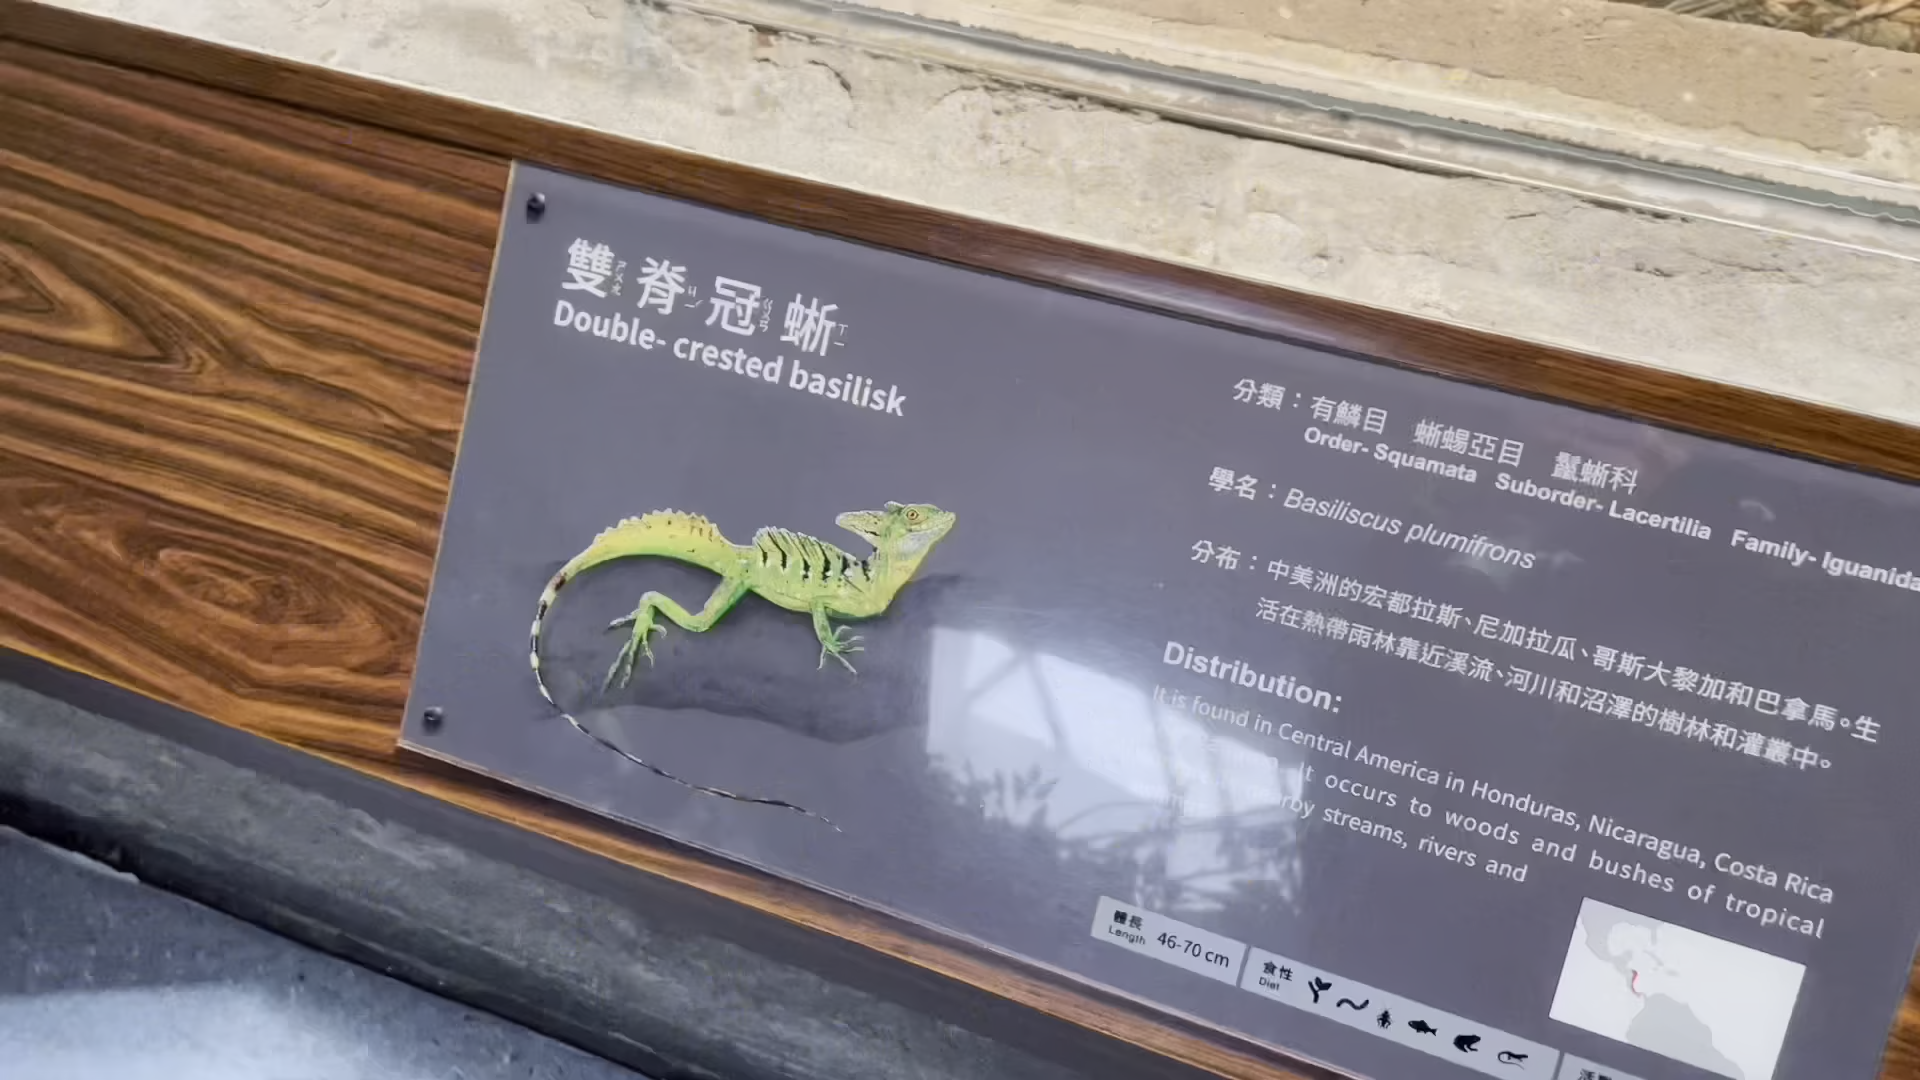 雙脊冠蜥
Double- crested basilisk
分類：有鱗目 蜥蜴亞目 鬣蜥科
Order- Squamata Suborder- Lacertilia Family- Iguanida
學名：Basiliscus plumifrons
分布：中美洲的宏都拉斯、尼加拉瓜、哥斯大黎加和巴拿馬。生
活在熱帶雨林靠近溪流、河川和沼澤的樹林和灌叢中。
Distribution:
It is found in Central America in Honduras, Nicaragua, Costa Rica
It occurs to woods and bushes of tropical
streams, rivers and
體長 46-70 cm
Length
食性
Diet